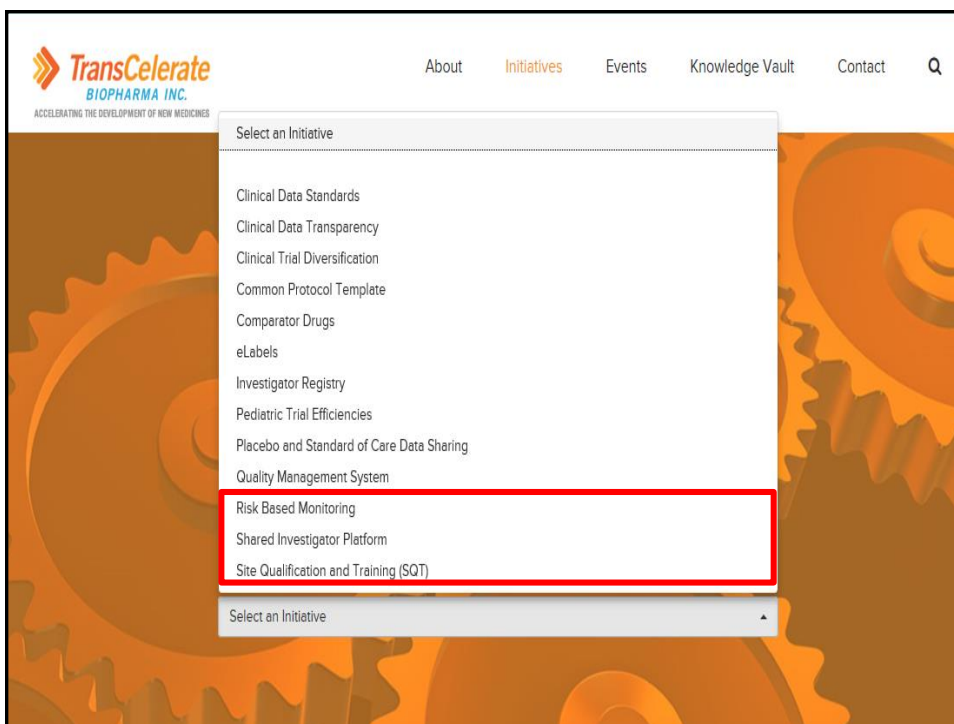 TransCelerate
BIOPHARMA INC.
ACCELERATING THE DEVELOPMENT OF NEW MEDICINES
About Initiatives Events Knowledge Vault Contact
Select an Initiative
Clinical Data Standards
Clinical Data Transparency
Clinical Trial Diversification
Common Protocol Template
Comparator Drugs
eLabels
Investigator Registry
Pediatric Trial Efficiencies
Placebo and Standard of Care Data Sharing
Quality Management System
Risk Based Monitoring
Shared Investigator Platform
Site Qualification and Training (SQT)
Select an Initiative